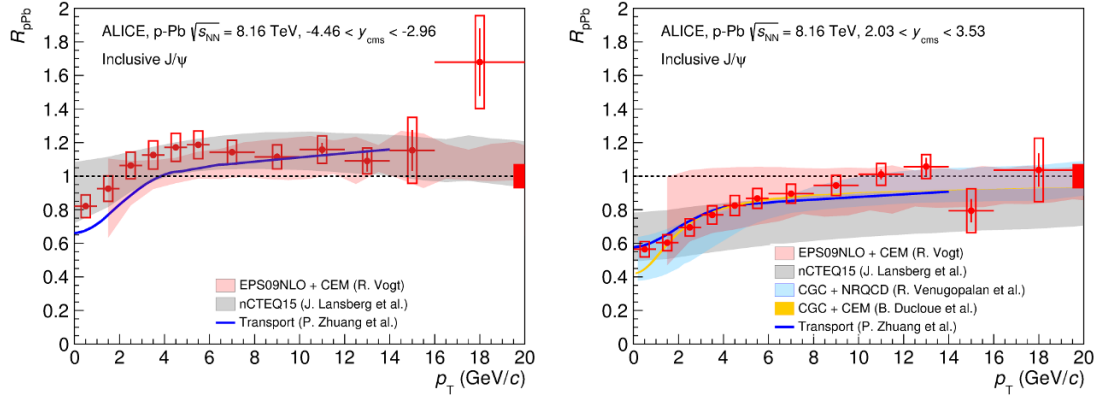 R_pPb
ALICE, p-Pb √s_NN = 8.16 TeV, -4.46 < y_cms < -2.96
Inclusive J/ψ
EPS09NLO + CEM (R. Vogt)
nCTEQ15 (J. Lansberg et al.)
Transport (P. Zhuang et al.)
2
1.8
1.6
1.4
1.2
1
0.8
0.6
0.4
0.2
0
0 2 4 6 8 10 12 14 16 18 20
p_T (GeV/c)
R_pPb
ALICE, p-Pb √s_NN = 8.16 TeV, 2.03 < y_cms < 3.53
Inclusive J/ψ
EPS09NLO + CEM (R. Vogt)
nCTEQ15 (J. Lansberg et al.)
CGC + NRQCD (R. Venugopalan et al.)
CGC + CEM (B. Ducloue et al.)
Transport (P. Zhuang et al.)
2
1.8
1.6
1.4
1.2
1
0.8
0.6
0.4
0.2
0
0 2 4 6 8 10 12 14 16 18 20
p_T (GeV/c)